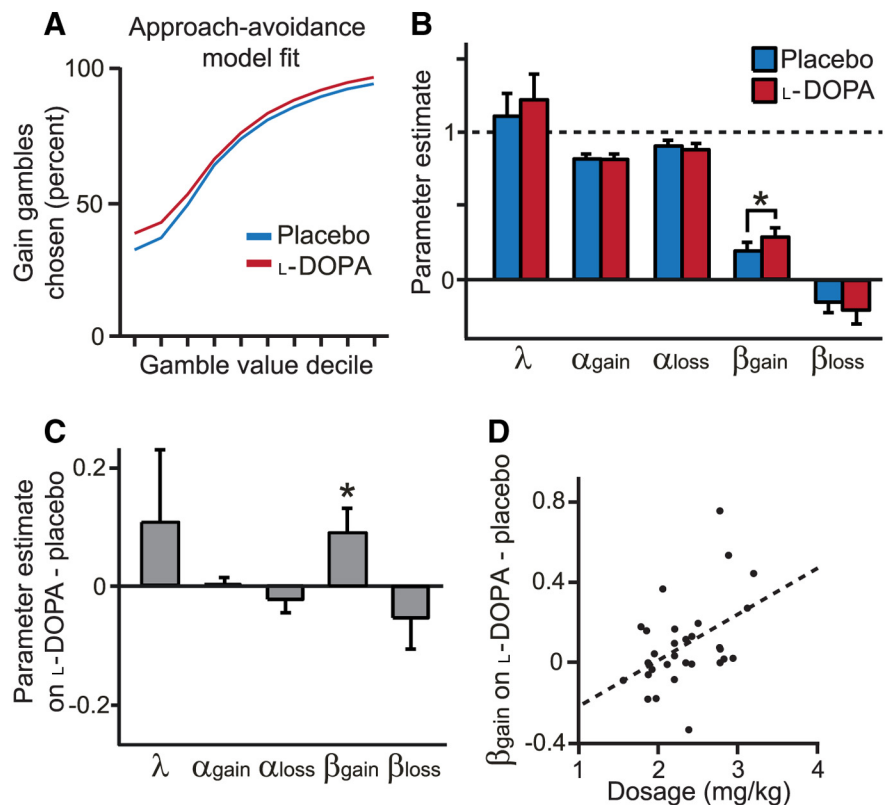 A
Approach-avoidance
model fit
100
50
0
Gain gambles
chosen (percent)
Placebo
L-DOPA
Gamble value decile
B
Placebo
L-DOPA
1
0
Parameter estimate
*
λ αgain αloss βgain βloss
C
0.2
0
-0.2
Parameter estimate
on L-DOPA - placebo
*
λ αgain αloss βgain βloss
D
0.8
0.4
0
-0.4
βgain on L-DOPA - placebo
1 2 3 4
Dosage (mg/kg)